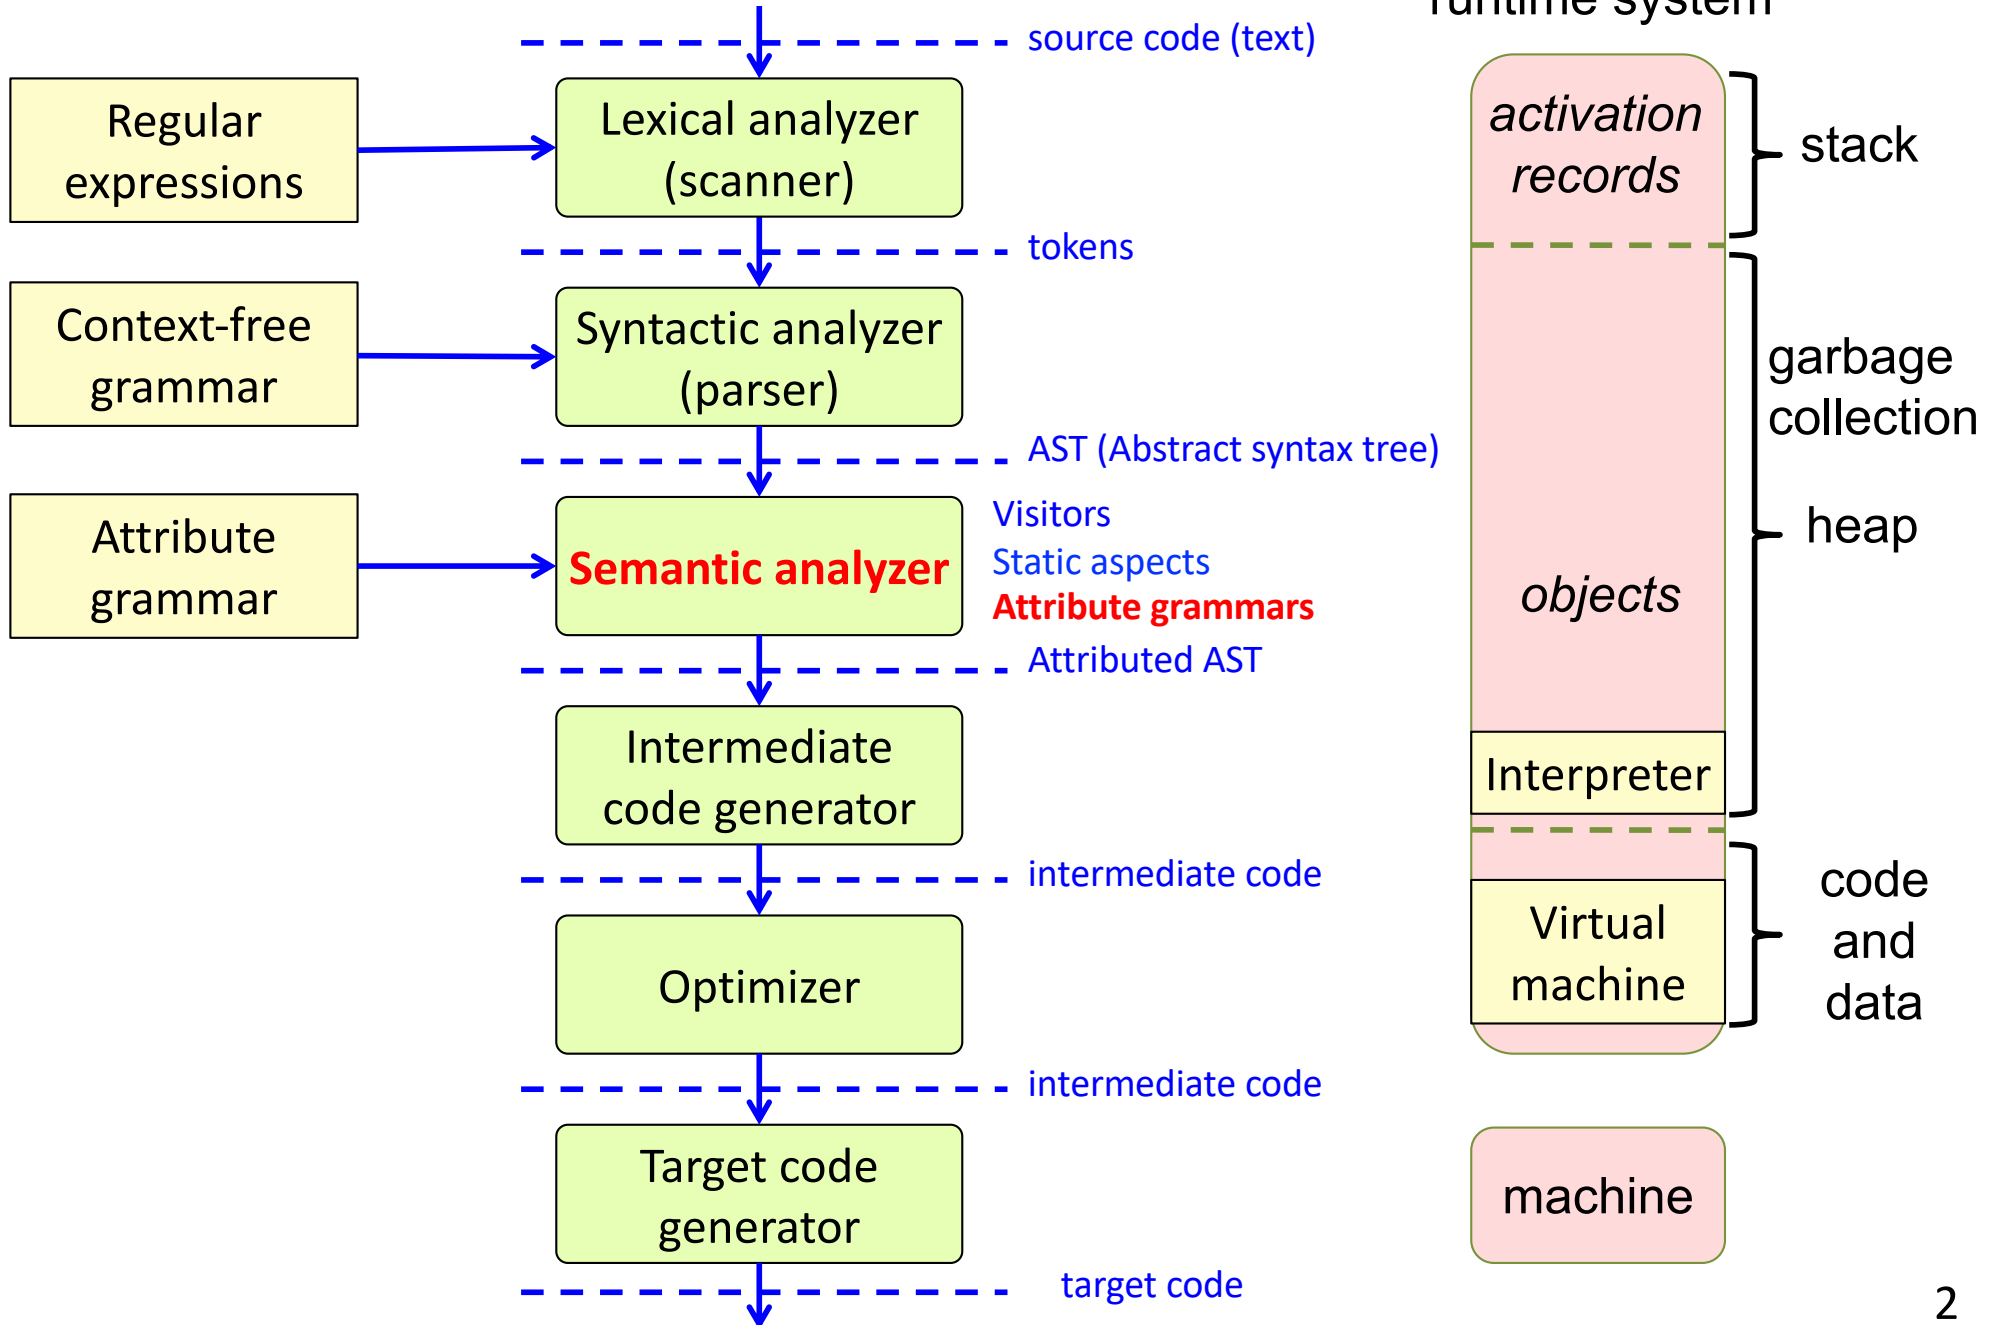 runtime system
source code (text)
Regular
expressions
Lexical analyzer
(scanner)
activation
records
stack
tokens
Context-free
grammar
Syntactic analyzer
(parser)
garbage
collection
AST (Abstract syntax tree)
Attribute
grammar
Semantic analyzer
Visitors
Static aspects
Attribute grammars
heap
objects
Attributed AST
Intermediate
code generator
Interpreter
intermediate code
code
and
data
Virtual
machine
Optimizer
intermediate code
Target code
generator
machine
target code
2